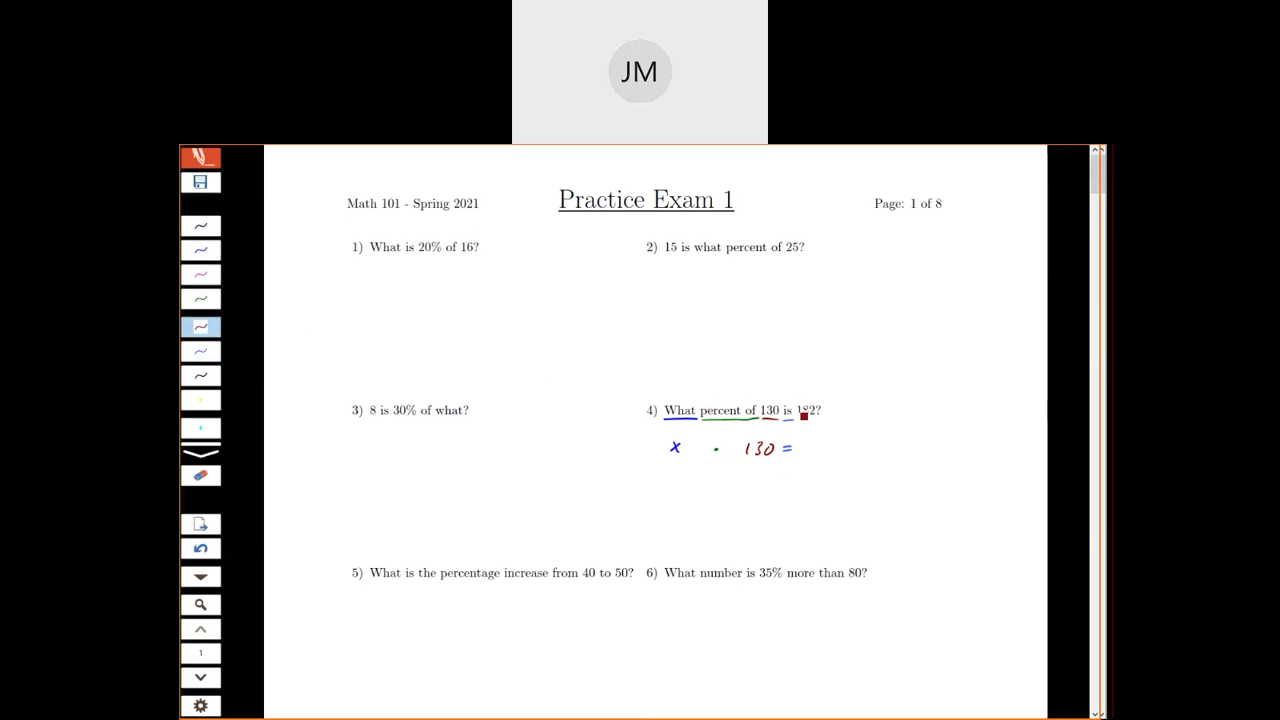 JM
Math 101 - Spring 2021
Practice Exam 1
Page: 1 of 8
1) What is 20% of 16?
2) 15 is what percent of 25?
3) 8 is 30% of what?
4) What percent of 130 is 182?
x · 130 =
5) What is the percentage increase from 40 to 50?
6) What number is 35% more than 80?
1